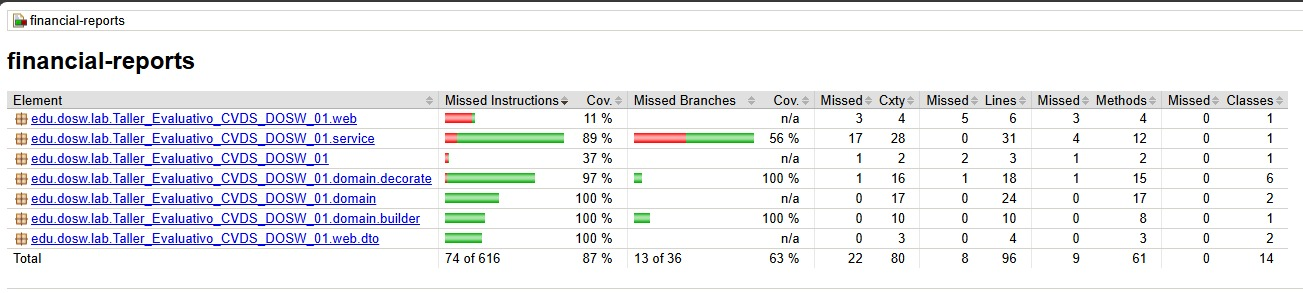 financial-reports
financial-reports
Element Missed Instructions Cov. Missed Branches Cov. Missed Cxty Missed Lines Missed Methods Missed Classes
edu.dosw.lab.Taller_Evaluativo_CVDS_DOSW_01.web 11 % n/a 3 4 5 6 3 4 0 1
edu.dosw.lab.Taller_Evaluativo_CVDS_DOSW_01.service 89 % 56 % 17 28 0 31 4 12 0 1
edu.dosw.lab.Taller_Evaluativo_CVDS_DOSW_01 37 % n/a 1 2 2 3 1 2 0 1
edu.dosw.lab.Taller_Evaluativo_CVDS_DOSW_01.domain.decorate 97 % 100 % 1 16 1 18 1 15 0 6
edu.dosw.lab.Taller_Evaluativo_CVDS_DOSW_01.domain 100 % n/a 0 17 0 24 0 17 0 2
edu.dosw.lab.Taller_Evaluativo_CVDS_DOSW_01.domain.builder 100 % 100 % 0 10 0 10 0 8 0 1
edu.dosw.lab.Taller_Evaluativo_CVDS_DOSW_01.web.dto 100 % n/a 0 3 0 4 0 3 0 2
Total 74 of 616 87 % 13 of 36 63 % 22 80 8 96 9 61 0 14